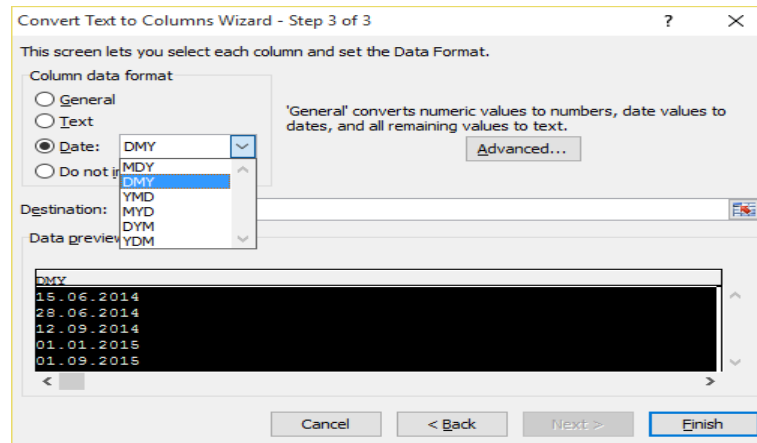 Convert Text to Columns Wizard - Step 3 of 3
This screen lets you select each column and set the Data Format.
Column data format
General
Text
Date: DMY
Do not i
MDY
DMY
YMD
MYD
DYM
YDM
'General' converts numeric values to numbers, date values to
dates, and all remaining values to text.
Advanced...
Destination:
Data preview
DMY
15.06.2014
28.06.2014
12.09.2014
01.01.2015
01.09.2015
Cancel
< Back
Next >
Finish